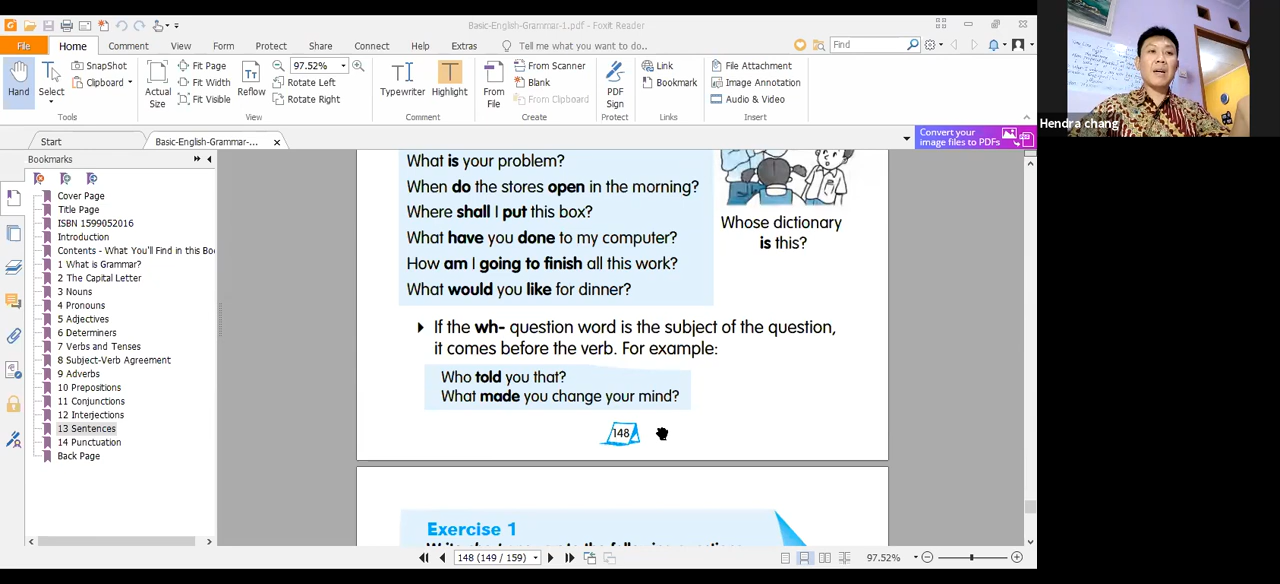 Basic-English-Grammar-1.pdf - Foxit Reader
File Home Comment View Form Protect Share Connect Help Extras Tell me what you want to do.. Find
Hand
Select
SnapShot
Clipboard
Tools
Actual Size
Fit Page
Fit Width
Fit Visible
Reflow
97.52%
Rotate Left
Rotate Right
View
Typewriter
Highlight
Comment
From File
From Scanner
Blank
From Clipboard
Create
PDF Sign
Protect
Link
Bookmark
Links
File Attachment
Image Annotation
Audio & Video
Insert
Hendra chang
Start
Basic-English-Grammar-...
Convert your
image files to PDFs
Bookmarks
Cover Page
Title Page
ISBN 1599052016
Introduction
Contents - What You'll Find in this Boo
1 What is Grammar?
2 The Capital Letter
3 Nouns
4 Pronouns
5 Adjectives
6 Determiners
7 Verbs and Tenses
8 Subject-Verb Agreement
9 Adverbs
10 Prepositions
11 Conjunctions
12 Interjections
13 Sentences
14 Punctuation
Back Page
What is your problem?
When do the stores open in the morning?
Where shall I put this box?
What have you done to my computer?
How am I going to finish all this work?
What would you like for dinner?
Whose dictionary
is this?
If the wh- question word is the subject of the question,
it comes before the verb. For example:
Who told you that?
What made you change your mind?
148
Exercise 1
148 (149 / 159)
97.52%